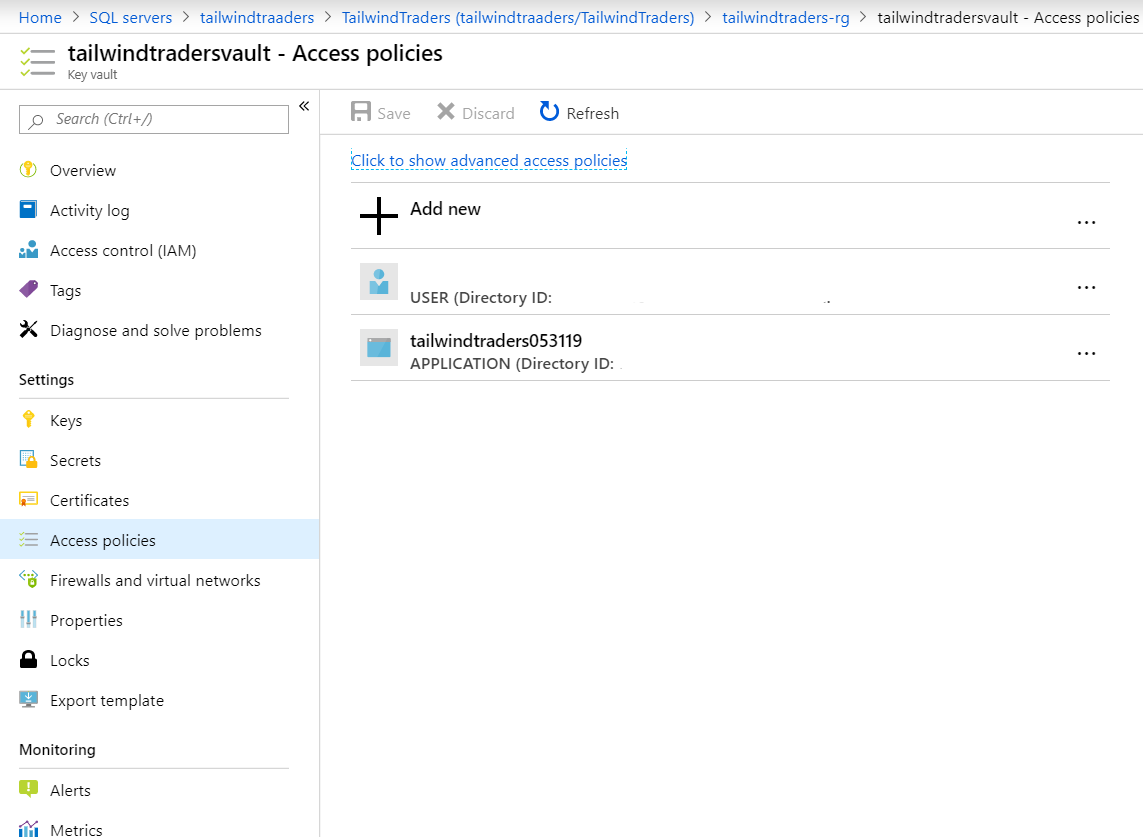 Home > SQL servers > tailwindtraaders > TailwindTraders (tailwindtraaders/TailwindTraders) > tailwindtraders-rg > tailwindtradersvault - Access policies
tailwindtradersvault - Access policies
Key vault
Search (Ctrl+/)
«
Overview
Activity log
Access control (IAM)
Tags
Diagnose and solve problems
Settings
Keys
Secrets
Certificates
Access policies
Firewalls and virtual networks
Properties
Locks
Export template
Monitoring
Alerts
Metrics
Save Discard Refresh
Click to show advanced access policies
Add new
...
USER (Directory ID:
...
tailwindtraders053119
APPLICATION (Directory ID:
...